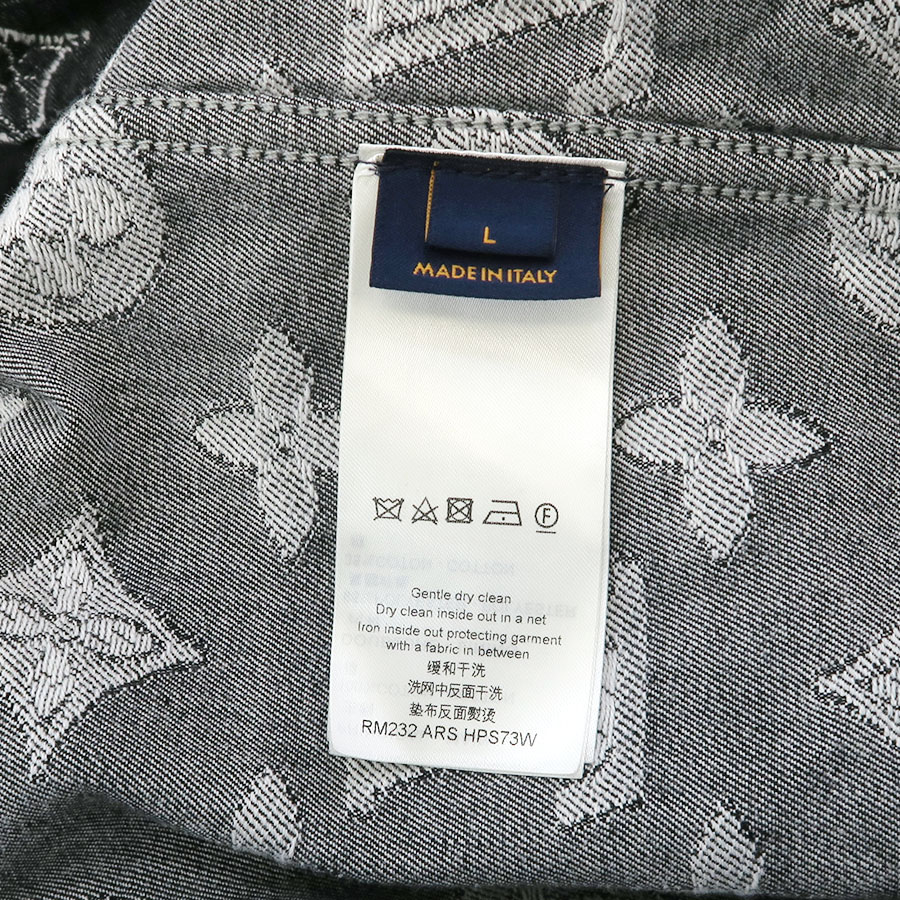 L
MADE IN ITALY
F
Gentle dry clean
Dry clean inside out in a net
Iron inside out protecting garment
with a fabric in between
缓和干洗
洗网中反面干洗
垫布反面熨烫
RM232 ARS HPS73W